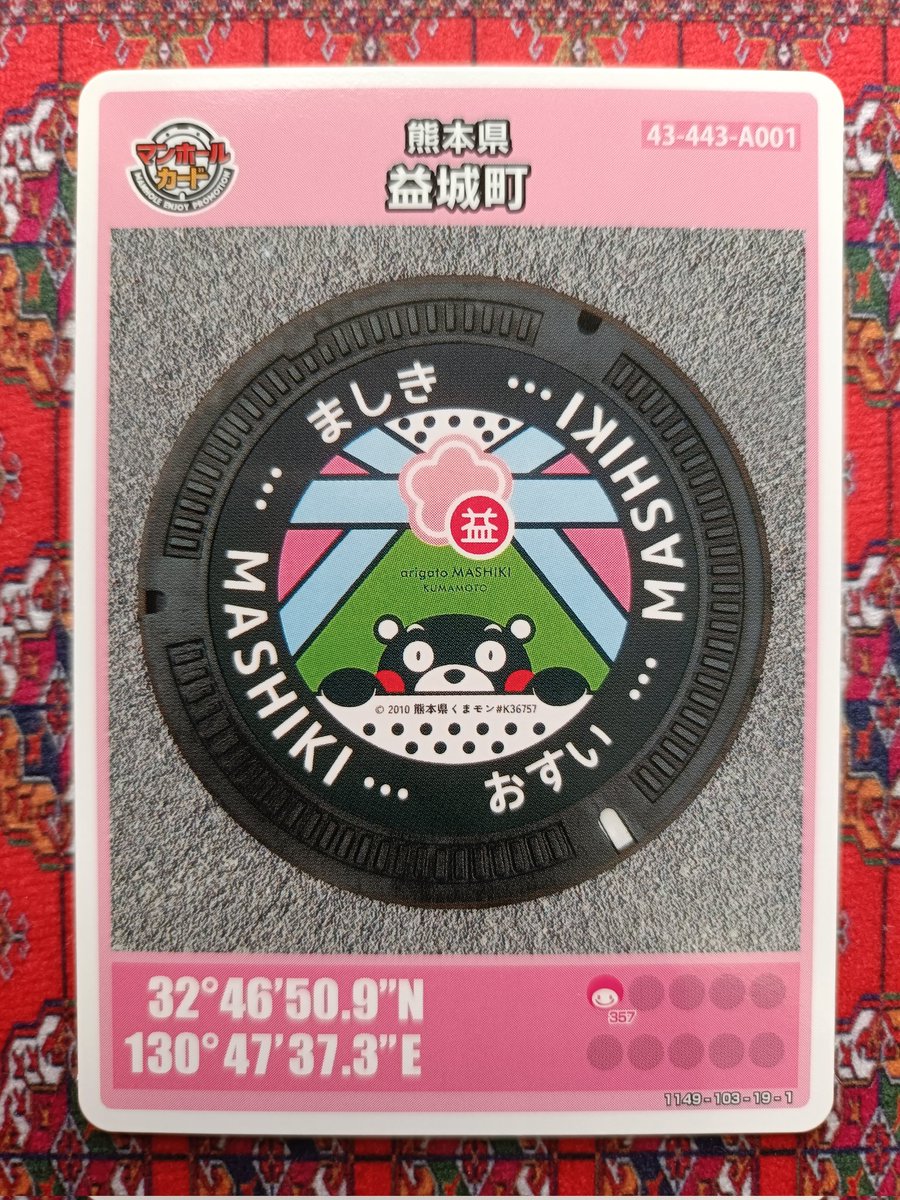 マンホール
カード
MANHOLE ENJOY PROMOTION
熊本県
益城町
43-443-A001
ましき ... MASHIKI ...
おすい ... MASHIKI ...
益
arigato MASHIKI
KUMAMOTO
© 2010 熊本県くまモン#K36757
32°46'50.9"N
130°47'37.3"E
357
1149-103-19-1